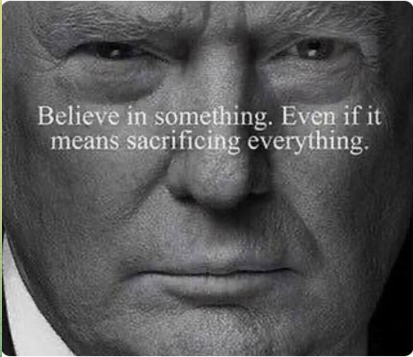 Believe in something. Even if it
means sacrificing everything.